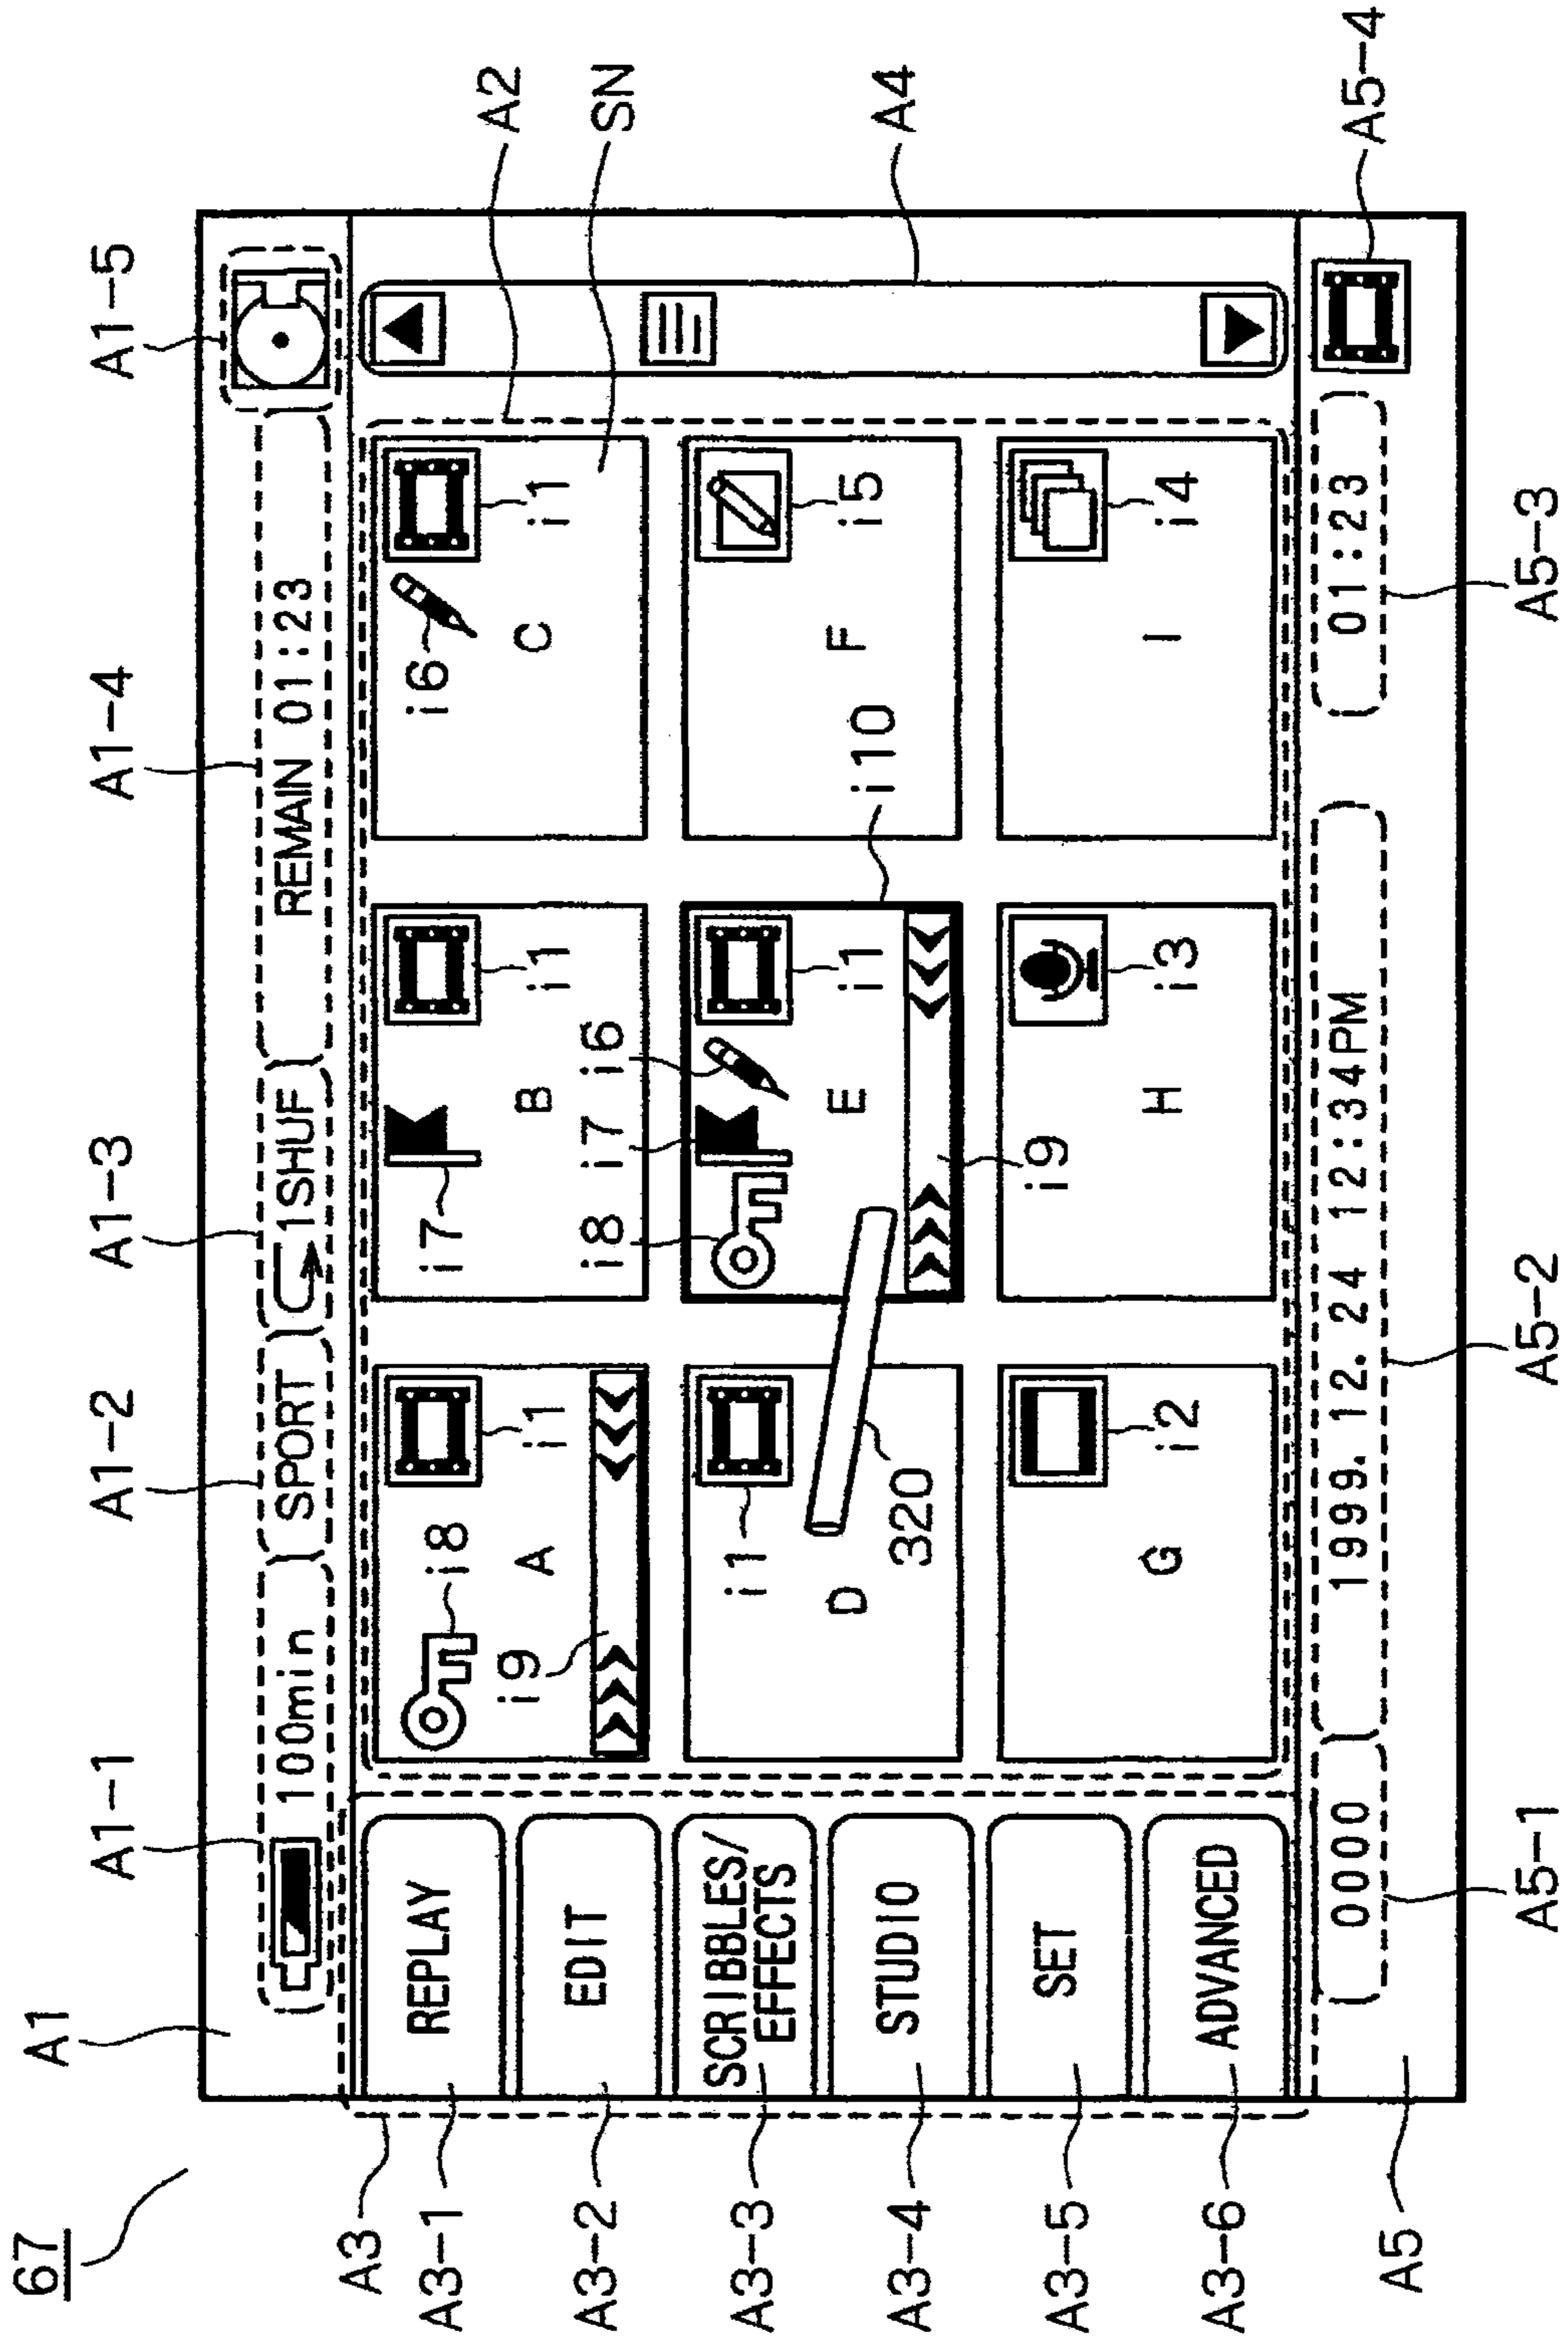 67
A1
A1-1
A1-2
A1-3
A1-4
A1-5
100min
SPORT
1SHUF
REMAIN 01:23
A2
SN
A4
A3
A3-1
REPLAY
A3-2
EDIT
A3-3
SCRIBBLES/
EFFECTS
A3-4
STUDIO
A3-5
SET
A3-6
ADVANCED
i8
i1
A
i9
i7
i1
B
i6
i1
C
i1
D
320
i8
i7
i6
i1
E
i9
i10
i5
F
i2
G
i3
H
i4
I
0000
1999. 12. 24 12:34PM
01:23
A5
A5-1
A5-2
A5-3
A5-4